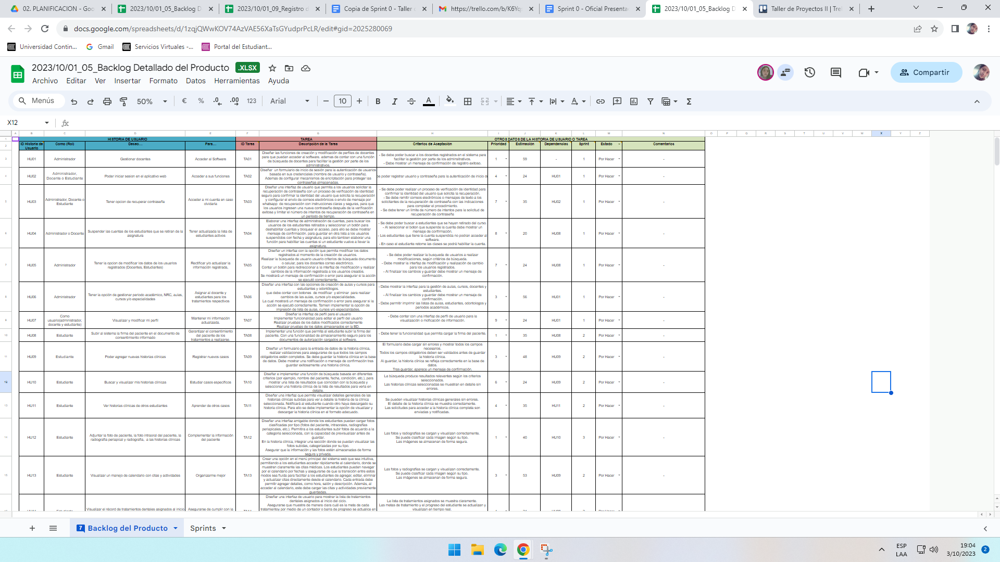 02. PLANIFICACION - Goo
2023/10/01_05_Backlog D
2023/10/01_09_Registro d
Copia de Sprint 0 - Taller
https://trello.com/b/K6Yq
Sprint 0 - Oficial Presenta
2023/10/01_05_Backlog D
Taller de Proyectos II | Trel
docs.google.com/spreadsheets/d/1zqjQWwKOV74AzVAE56XaTsGYudprPcLR/edit#gid=2025280069
Universidad Contin...
Gmail
Servicios Virtuales -...
Portal del Estudiant...
2023/10/01_05_Backlog Detallado del Producto .XLSX
Archivo Editar Ver Insertar Formato Datos Herramientas Ayuda
Compartir
Menús 50% € % .0 .00 123 Arial 10 B I A Σ
X12 fx
HISTORIA DE USUARIO TAREA OTROS DATOS DE LA HISTORIA DE USUARIO O TAREA
ID Historia de Usuario Como (Rol) Deseo... Para... ID Tarea Descripción de la Tarea Criterios de Aceptación Prioridad Estimación Dependencias Sprint Estado Comentarios
HU01 Administrador Gestionar docentes Acceder al Software TA01
Diseñar las funciones de creación y modificación de perfiles de docentes
para que puedan acceder al software. ademas de contar con una función
de búsqueda de docentes para facilitar la gestión por parte de los
administrativos.
- Se debe poder buscar a los docentes registrados en el sistema para
facilitar la gestión por parte de los adminsitrativos.
- Debe mostrar un mensaje de confirmación de registro exitoso.
1 59 - 1 Por Hacer -
HU02 Administrador, Docente o Estudiante Poder iniciar sesion en el aplicativo web Acceder a sus funciones TA02
Diseñar un formulario de inicio de sesión para la autenticación de usuarios
basada en sus credenciales (nombre de usuario y contraseña).
Ademas de configurar mecanismos de encriptación para proteger las
contraseñas almacenadas.
be poder registrar usuario y contraseña para la autenticación de inicio de
4 24 HU01 1 Por Hacer -
HU03 Administrador, Docente o Estudiante Tener opcion de recuperar contraseña Acceder a mi cuenta en caso olvidarla TA03
Diseñar una interfaz de usuario que permita a los usuarios solicitar la
recuperación de contraseña con un proceso de verificación de identidad
seguro para confirmar la identidad del usuario que solicita la recuperación
y configurar el envío de correos electrónicos o envio de mensaje por
whatsapp de recuperación con instrucciones claras y seguras, para que
los usuarios ingresen una nueva contraseña después de la verificación
exitosa y limitar el número de intentos de recuperación de contraseña en
un período de tiempo.
- Se debe poder realizar un proceso de verificación de identidad para
confirmar la identidad del usuario que solicita la recuperación.
- Se debe remitir correos electrónicos o mensajes de texto a los
solicitantes de la recuperación de contraseña con las indicaciones
para completar el procedimiento.
- Se debe tener un limite de número de intentos para la solicitud de
recuperación de contraseña
7 35 HU02 1 Por Hacer -
HU04 Administrador o Docente Suspender las cuentas de los estudiantes que se retiran de la asignatura Tener actualizada la lista de estudiantes activos TA04
Elaborar una interfaz de administración de cuentas, para buscar los
usuarios de los estudiantes retirados y seleccionar un botón para
deshabilitar cuentas y bloquear el acceso, para ello se debe mostrar
mensaje de confirmación. para guardar en otra lista a los usuarios
suspendidos con fecha y asignatura, para ello tambien elaborar una
función para habilitar las cuentas si un estudiante vuelve a llevar la
asignatura.
- Se debe poder buscar a estudiantes que se hayan retirado del curso.
- Al selecionar el boton que suspende la cuenta debe mostrar un
mensaje de confirmación.
- Los estudiantes que tiene la cuenta suspendida no podran acceder al
software.
- En caso el estudiante retome las clases se podrá habilitar la cuenta.
8 20 HU08 1 Por Hacer -
HU05 Administrador Tener la opcion de modificar los datos de los usuarios registrados (Docentes, Estudiantes) Rectificar y/o actualizar la información registrada, TA05
Diseñar un interfaz con la opción que permita modificar los datos
registrados al momento de la creación de usuarios.
Realizar la búsqueda de usuario usuario criterios de búsqueda documento
o celular, para los docentes correo electrónico.
Contar un botón para redireccionar a la interfaz de modificación y realizar
cambios de la información registrada a los usuarios creados.
Se mostrará un mensaje de confirmación o error para asegurar si la acción
se ejecutó correctamente.
- Se debe poder realizar la busqueda de usuarios a realizar
modificaciones, según critérios de búsqueda.
- Debe mostrar la interfaz de modificación y realización de cambio
para los usuarios registrados.
- Al finalizar los cambios y guardar debe mostrar un mensaje de
confirmación.
7 24 HU08 1 Por Hacer -
HU06 Administrador Tener la opción de gestionar periodo académico, NRC, aulas, cursos y/o especialidades Asignar al docente y estudiantes para los tratamientos respectivos TA06
Diseñar una interfaz con las opciones de creación de aulas y cursos para
estudiantes y odontólogos.
que debe contar con botones de modificar y eliminar para realizar
cambios de las aulas, cursos y/o especialidades.
La cual mostrará un mensaje de confirmación o error para asegurar si la
acción se ejecutó correctamente. Tamien implementar la opción de
impresión de lista de aulas, cursos y/o especialidades.
- Debe mostrar la interfaz para la gestión de aulas, cursos, docentes y
estudiantes.
- Al finalizar los cambios y guardar debe mostrar un mensaje de
confirmación.
- Debe permitir imprimir las listas de aulas, estudiantes, odontologos y
periodos académicos.
3 56 HU01 1 Por Hacer -
HU07 Como usuario(administrador, docente y estudiante) Visualizar y modificar mi perfil Mantener mi información actualizada. TA07
Diseñar la interfaz de perfil para el usuario
Implementar funcionalidad para editar el perfil del usuario
Realizar pruebas de los datos modificados correctamente
Realizar pruebas de los datos almacenados en la BD.
- Debe contar con una interfaz de perfil de usuario para la
visualización o moficación de información.
9 24 HU01 1 Por Hacer -
HU08 Estudiante Subir al sistema la firma del paciente en el documento de consentimiento informado Garantizar el consentimiento del paciente de los tratamientos a realizarse. TA08
Implementar una función que permita al estudiante subir la firma del
paciente. Con una funcionalidad de almacenamiento seguro para los
documentos de autorización cargados al software.
- Debe tener la funcionalidad que permita cargar la firma del paciente.
1 35 HU08 2 Por Hacer -
HU09 Estudiante Poder agregar nuevas historias clínicas Registrar nuevos casos TA09
Diseñar un formulario para la entrada de datos de la historia clínica,
realizar validaciones para asegurarse de que todos los campos
obligatorios estén completos. Se debe guardar la historia clínica en la base
de datos. Debe mostrar una notificación o mensaje de confirmación tras
guardar exitosamente una historia clínica.
El formulario debe cargar sin errores y mostrar todos los campos
necesarios.
Todos los campos obligatorios deben ser validados antes de guardar
la historia clínica.
Al guardar, la historia clínica se refleja correctamente en la base de
datos.
Tras guardar, aparece un mensaje de confirmación.
3 48 HU09 2 Por Hacer -
HU10 Estudiante Buscar y visualizar mis historias clínicas Estudiar casos específicos TA10
Diseñar e implementar una función de búsqueda basada en diferentes
criterios (por ejemplo, nombre del paciente, fecha, condición, etc.), para
mostrar una lista de resultados que coincidan con la búsqueda y
seleccionar una historia clínica de la lista de resultados para verla en
detalle.
La búsqueda produce resultados relevantes según los criterios
seleccionados.
Las historias clínicas seleccionadas se muestran en detalle sin
errores.
6 24 HU09 2 Por Hacer -
HU11 Estudiante Ver historias clínicas de otros estudiantes Aprender de otros casos TA11
Diseñar una interfaz que permita visualizar detalles generales de las
historias clínicas subidas para ver a detalle la historia de la clínica
seleccionada. Notificará al estudiante cuando otro haya descargado su
historia clínica. Para ello se debe implementar la opción de visualizar y
descargar la historia clínica en el formato adecuado.
Se pueden visualizar historias clínicas generales sin errores.
El detalle de la historia clínica se muestra correctamente.
Las solicitudes para acceder a la historia clínica completa son
enviadas y notificadas.
4 35 HU11 2 Por Hacer -
HU12 Estudiante Adjuntar la foto de paciente, la foto intraoral del paciente, la radiografía periapical y radiografía, a las historias clínicas Complementar la información del paciente TA12
Diseñar una interfaz amigable donde los estudiantes puedan cargar fotos
clasificadas por tipo (fotos del paciente, intraorales, radiografías
periapicales, etc.). Permitira a los estudiantes subir fotos de acuerdo a la
categoría seleccionada, con la capacidad de previsualizar antes de
guardar.
En la historia clínica, integrar una sección donde se puedan visualizar las
fotos subidas, categorizadas por su tipo.
Asegurar que la información y las fotos estén almacenadas de forma
segura y privada.
Las fotos y radiografías se cargan y visualizan correctamente.
Se puede clasificar cada imagen según su tipo.
Las imágenes se almacenan de forma segura.
1 40 HU10 3 Por Hacer -
HU13 Estudiante Visualizar un manejo de calendario con citas y actividades Organizarme mejor TA13
Crear una opción en el menú principal del sistema web que sea intuitiva,
permitiendo a los estudiantes acceder rápidamente al calendario, donde se
muestren claramente las citas médicas. Los estudiantes pueden navegar
por el calendario por fechas y asegurarse de que la transición entre estos
modos sea fluida para facilitar a los estudiantes de agregar, editar, eliminar
y actualizar citas directamente desde el calendario. Cada entrada debe
permitir agregar detalles, como hora, salón y descripción. Además, al
acceder al calendario, este debe cargar las citas y actividades previamente
guardadas.
Las fotos y radiografías se cargan y visualizan correctamente.
Se puede clasificar cada imagen según su tipo.
Las imágenes se almacenan de forma segura.
3 53 HU09 2 Por Hacer -
Visualizar el récord de tratamientos dentales asignados al inicio Asegurarse de cumplir con la
Diseñar una interfaz de usuario para mostrar la lista de tratamientos
dentales asignados al inicio del ciclo.
Asegurarse que muestre de manera clara cuál es la meta de cada
tratamientoy por medio de un contador o barra de progreso se actualice en
La lista de tratamientos asignados se muestra claramente.
Las metas de tratamiento y el progreso del estudiante se actualizan y
visualizan en tiempo real.
7 Backlog del Producto
Sprints
ESP
LAA
19:04
3/10/2023
2